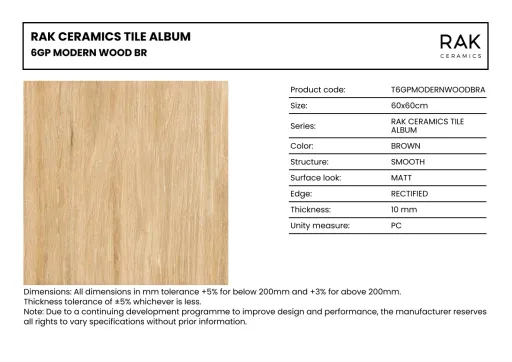 RAK CERAMICS TILE ALBUM
6GP MODERN WOOD BR
RAK
CERAMICS
Product code: T6GPMODERNWOODBRA
Size: 60x60cm
Series: RAK CERAMICS TILE
ALBUM
Color: BROWN
Structure: SMOOTH
Surface look: MATT
Edge: RECTIFIED
Thickness: 10 mm
Unity measure: PC
Dimensions: All dimensions in mm tolerance +5% for below 200mm and +3% for above 200mm.
Thickness tolerance of ±5% whichever is less.
Note: Due to a continuing development programme to improve design and performance, the manufacturer reserves
all rights to vary specifications without prior information.